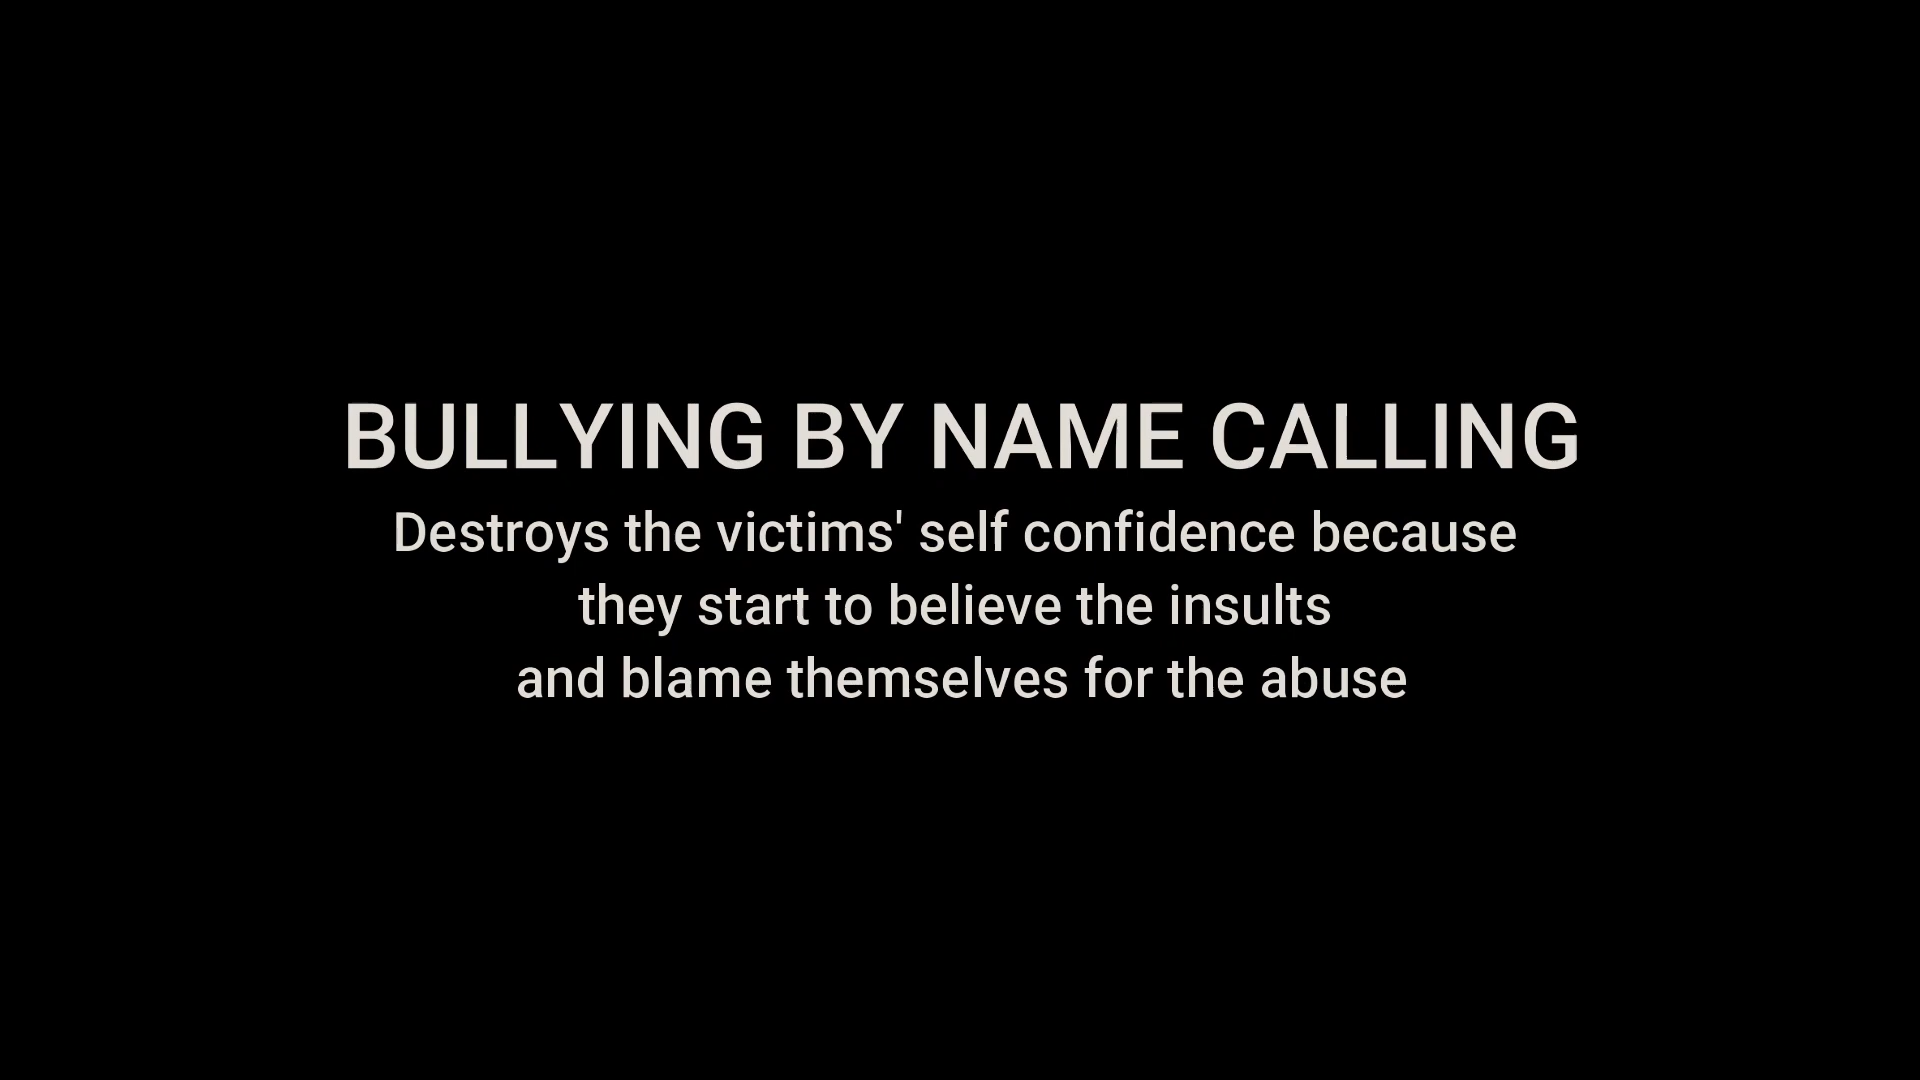 BULLYING BY NAME CALLING
Destroys the victims' self confidence because
they start to believe the insults
and blame themselves for the abuse